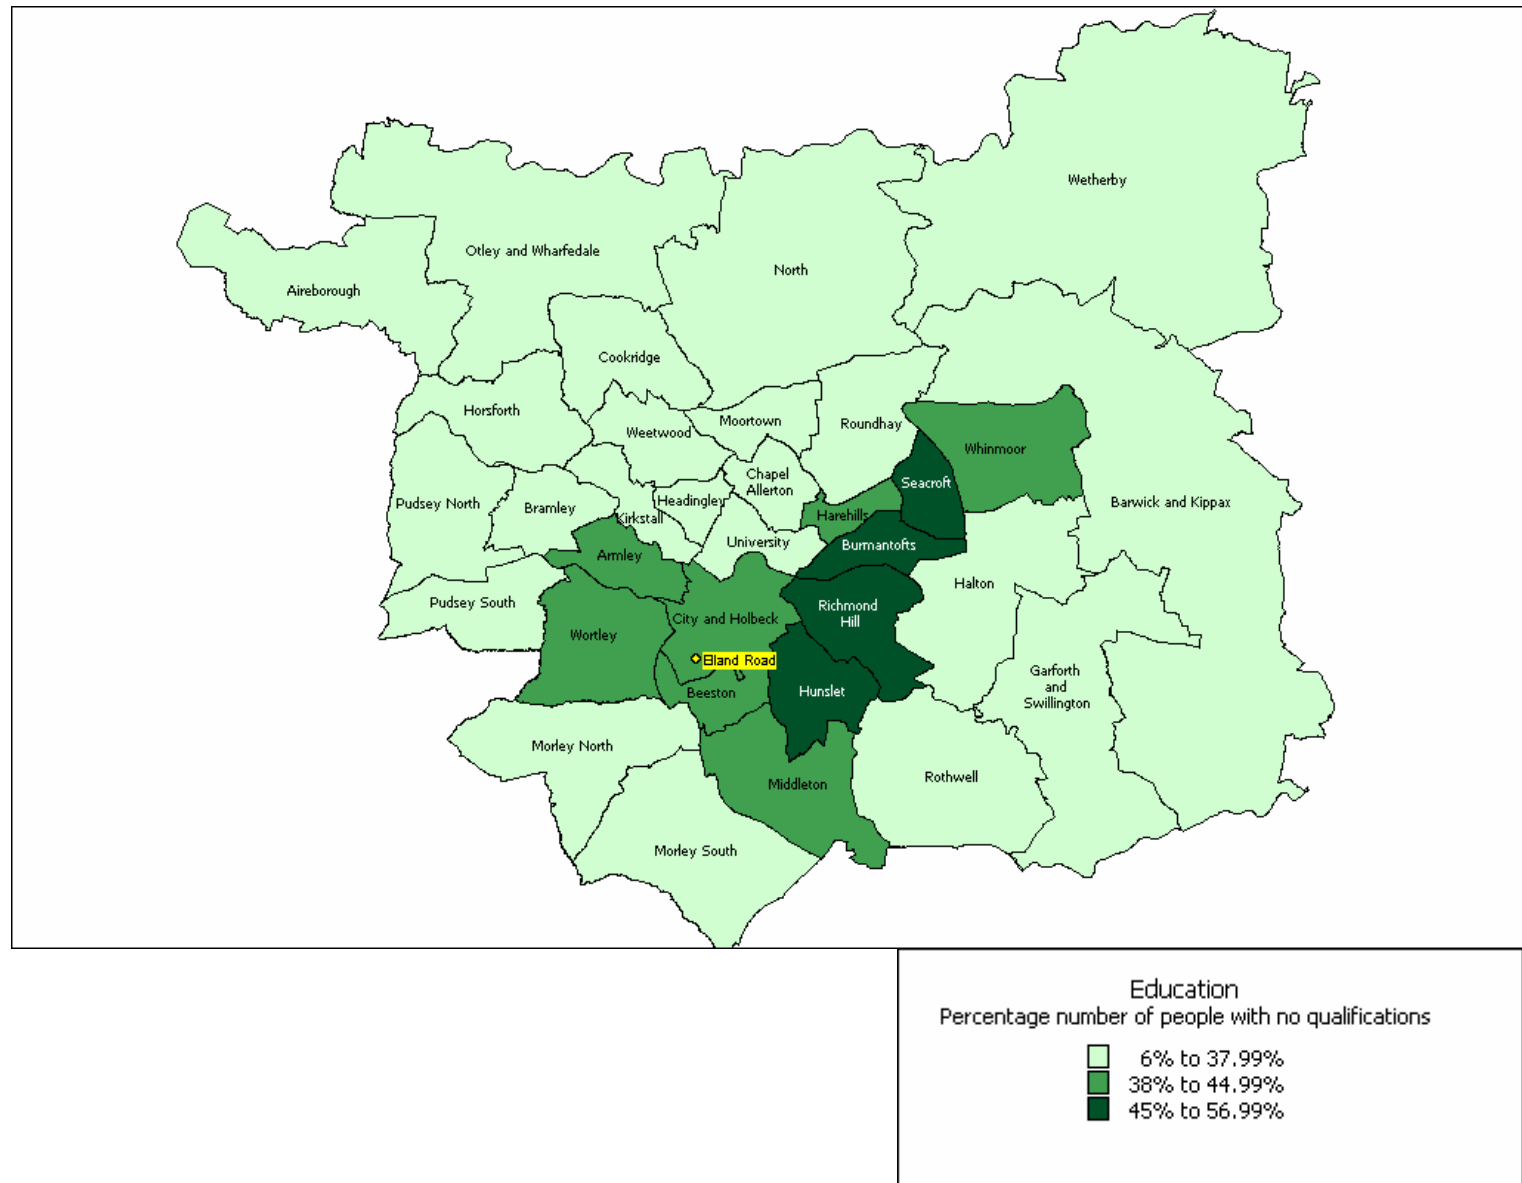 Wetherby
Otley and Wharfedale
North
Aireborough
Cookridge
Horsforth
Moortown
Roundhay
Weetwood
Whinmoor
Chapel
Allerton
Seacroft
Pudsey North
Bramley
Headingley
Kirkstall
Harehills
Barwick and Kippax
University
Burmantofts
Armley
Halton
Pudsey South
Richmond
Hill
City and Holbeck
Wortley
Elland Road
Garforth
and
Swillington
Beeston
Hunslet
Morley North
Middleton
Rothwell
Morley South
Education
Percentage number of people with no qualifications
6% to 37.99%
38% to 44.99%
45% to 56.99%